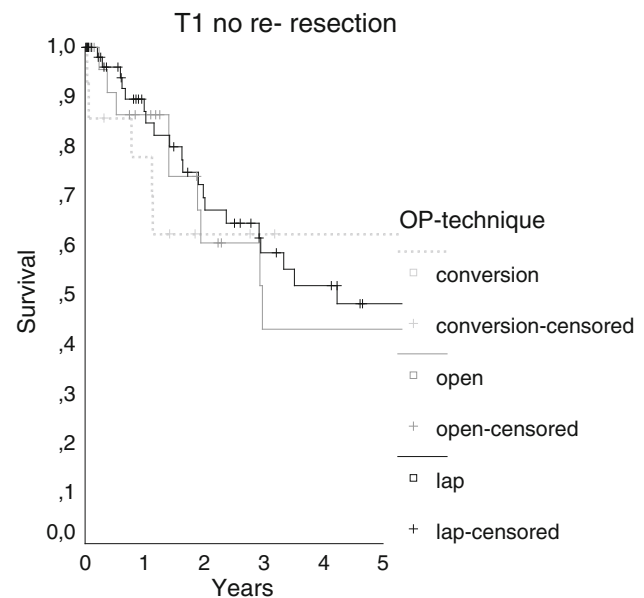 T1 no re- resection
1,0
,9
,8
,7
,6
,5
,4
,3
,2
,1
0,0
Survival
0 1 2 3 4 5
Years
OP-technique
conversion
conversion-censored
open
open-censored
lap
lap-censored